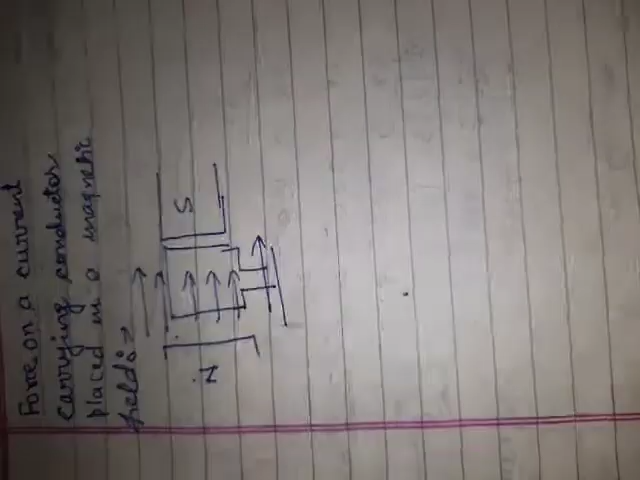 Force on a current
carrying conductor
placed in a magnetic
field:-
N
S